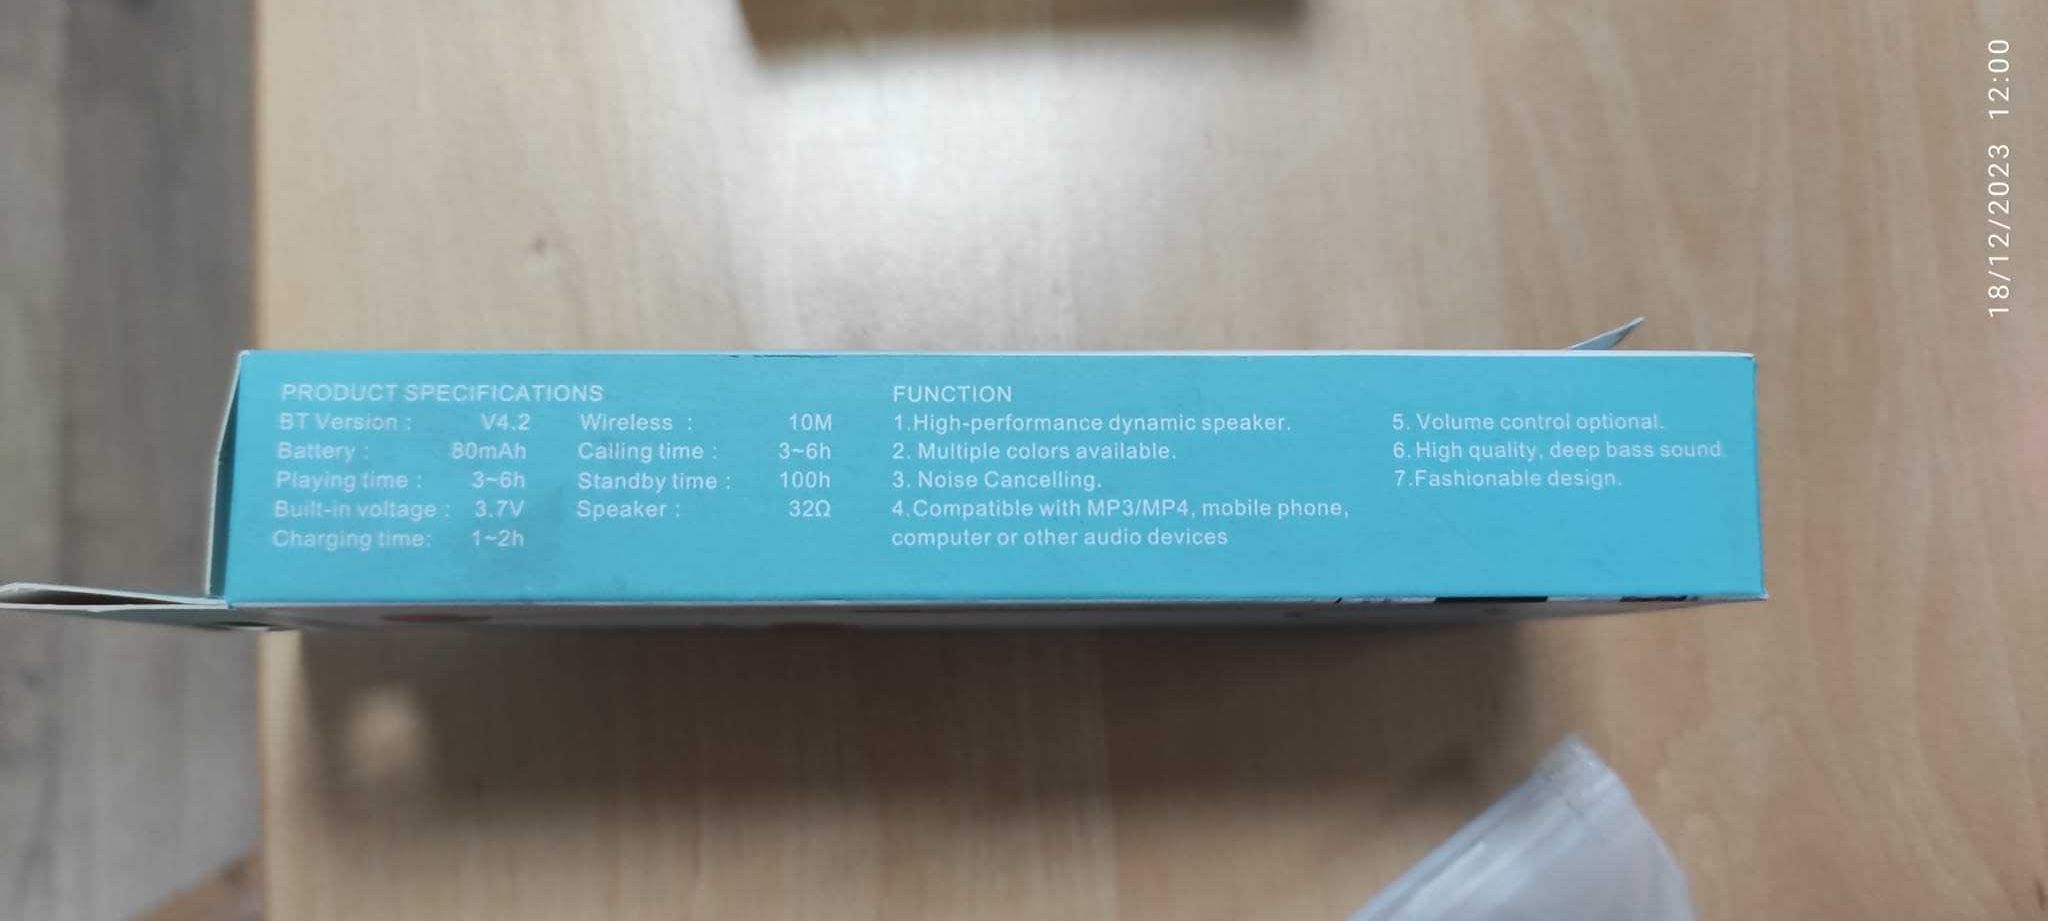 PRODUCT SPECIFICATIONS
BT Version : V4.2 Wireless : 10M
Battery : 80mAh Calling time : 3~6h
Playing time : 3~6h Standby time : 100h
Built-in voltage : 3.7V Speaker : 32Ω
Charging time: 1~2h
FUNCTION
1.High-performance dynamic speaker.
2. Multiple colors available.
3. Noise Cancelling.
4.Compatible with MP3/MP4, mobile phone,
computer or other audio devices
5. Volume control optional.
6. High quality, deep bass sound.
7.Fashionable design.
18/12/2023 12:00